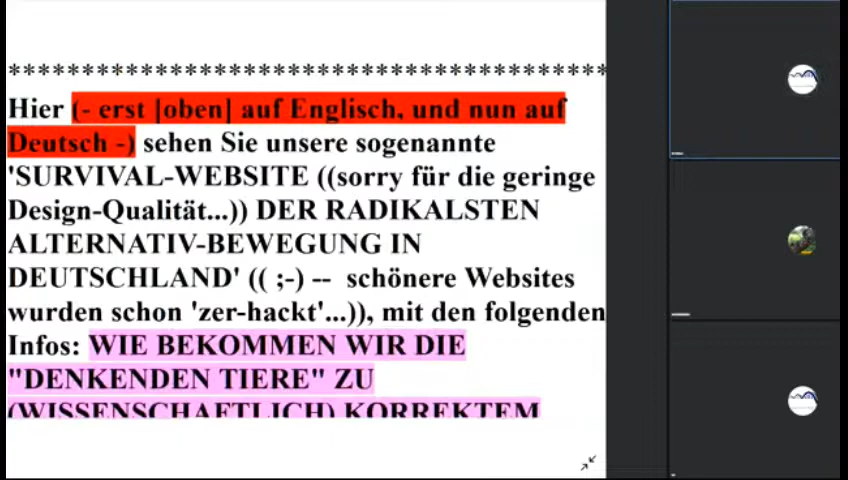 *****************************************
Hier (- erst [oben] auf Englisch, und nun auf
Deutsch -) sehen Sie unsere sogenannte
'SURVIVAL-WEBSITE ((sorry für die geringe
Design-Qualität...)) DER RADIKALSTEN
ALTERNATIV-BEWEGUNG IN
DEUTSCHLAND' (( ;-) --  schönere Websites
wurden schon 'zer-hackt'...)), mit den folgenden
Infos: WIE BEKOMMEN WIR DIE
"DENKENDEN TIERE" ZU
(WISSENSCHAFTLICH) KORREKTEM